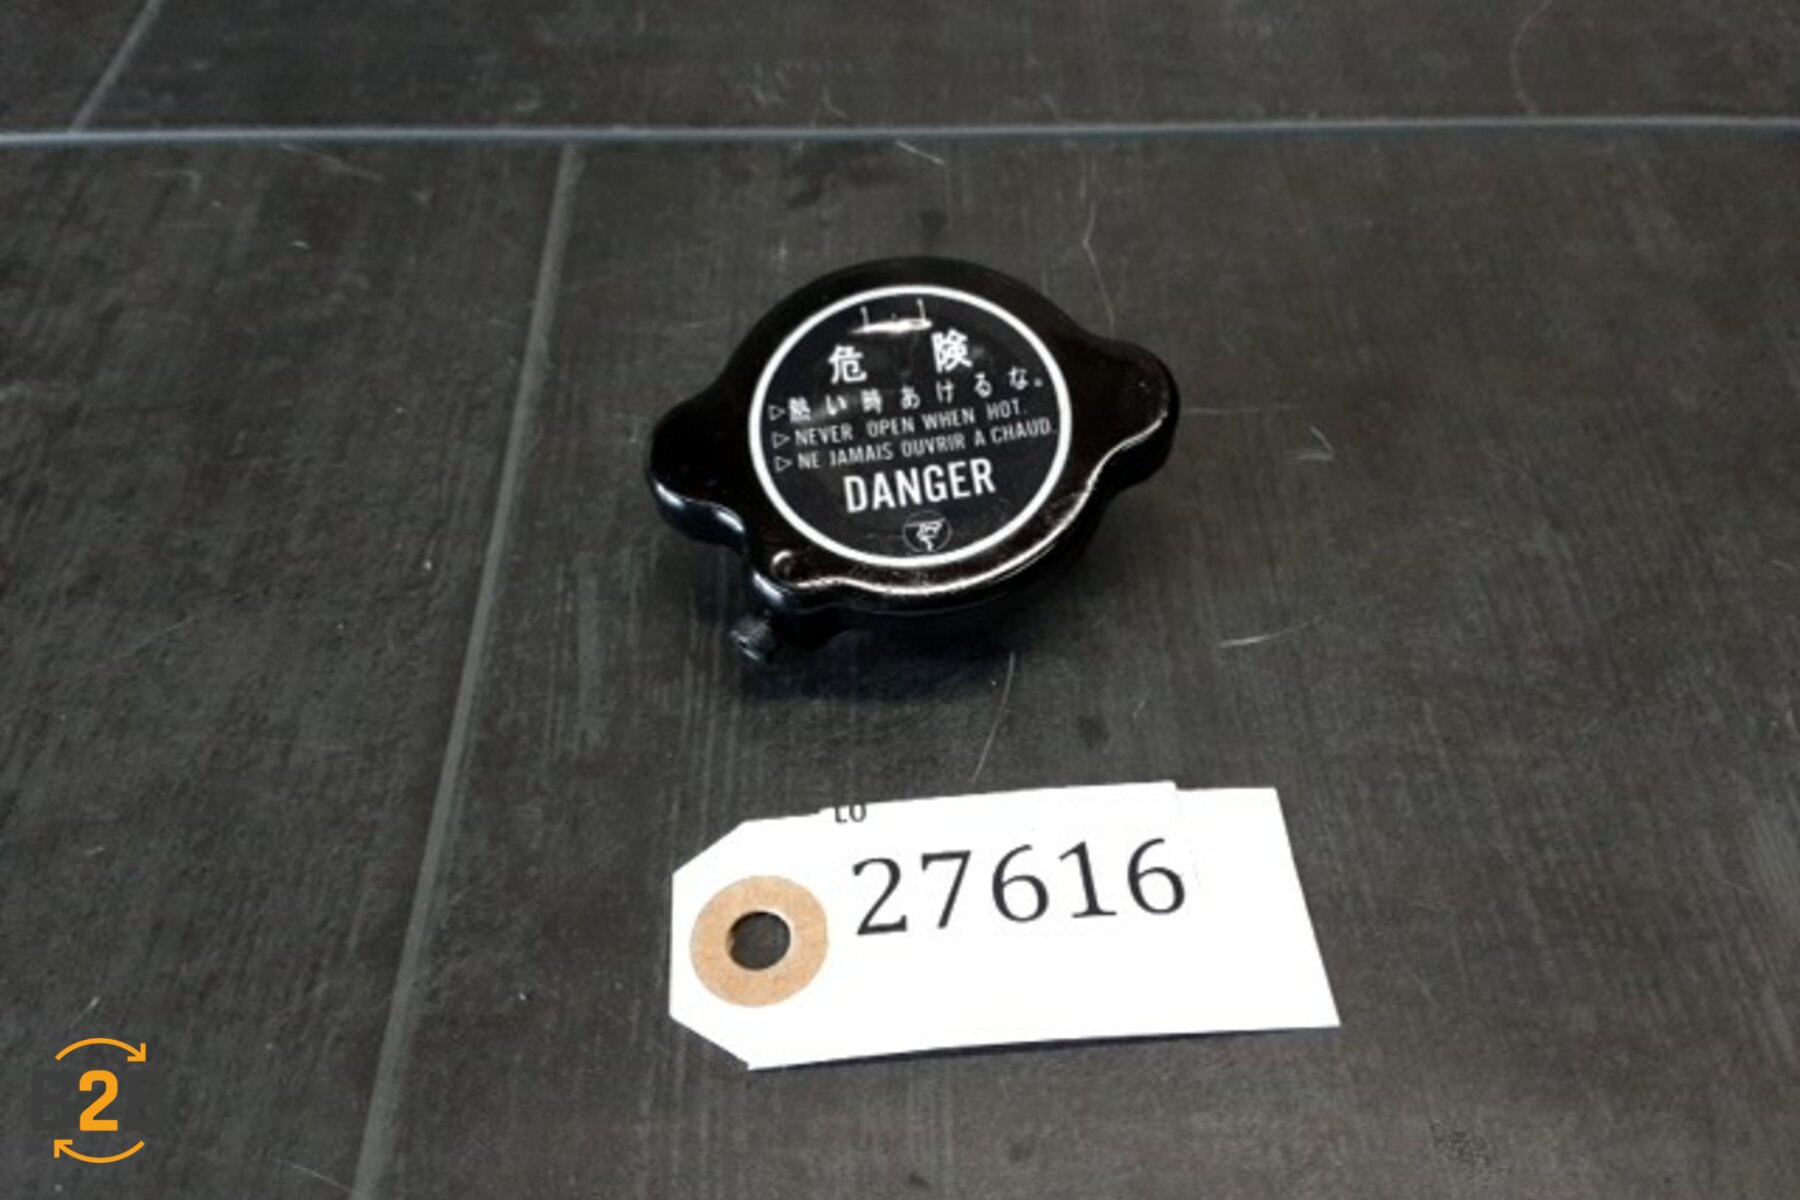 危 険
▷熱い時あけるな。
▷NEVER OPEN WHEN HOT.
▷NE JAMAIS OUVRIR À CHAUD.
DANGER
27616
2